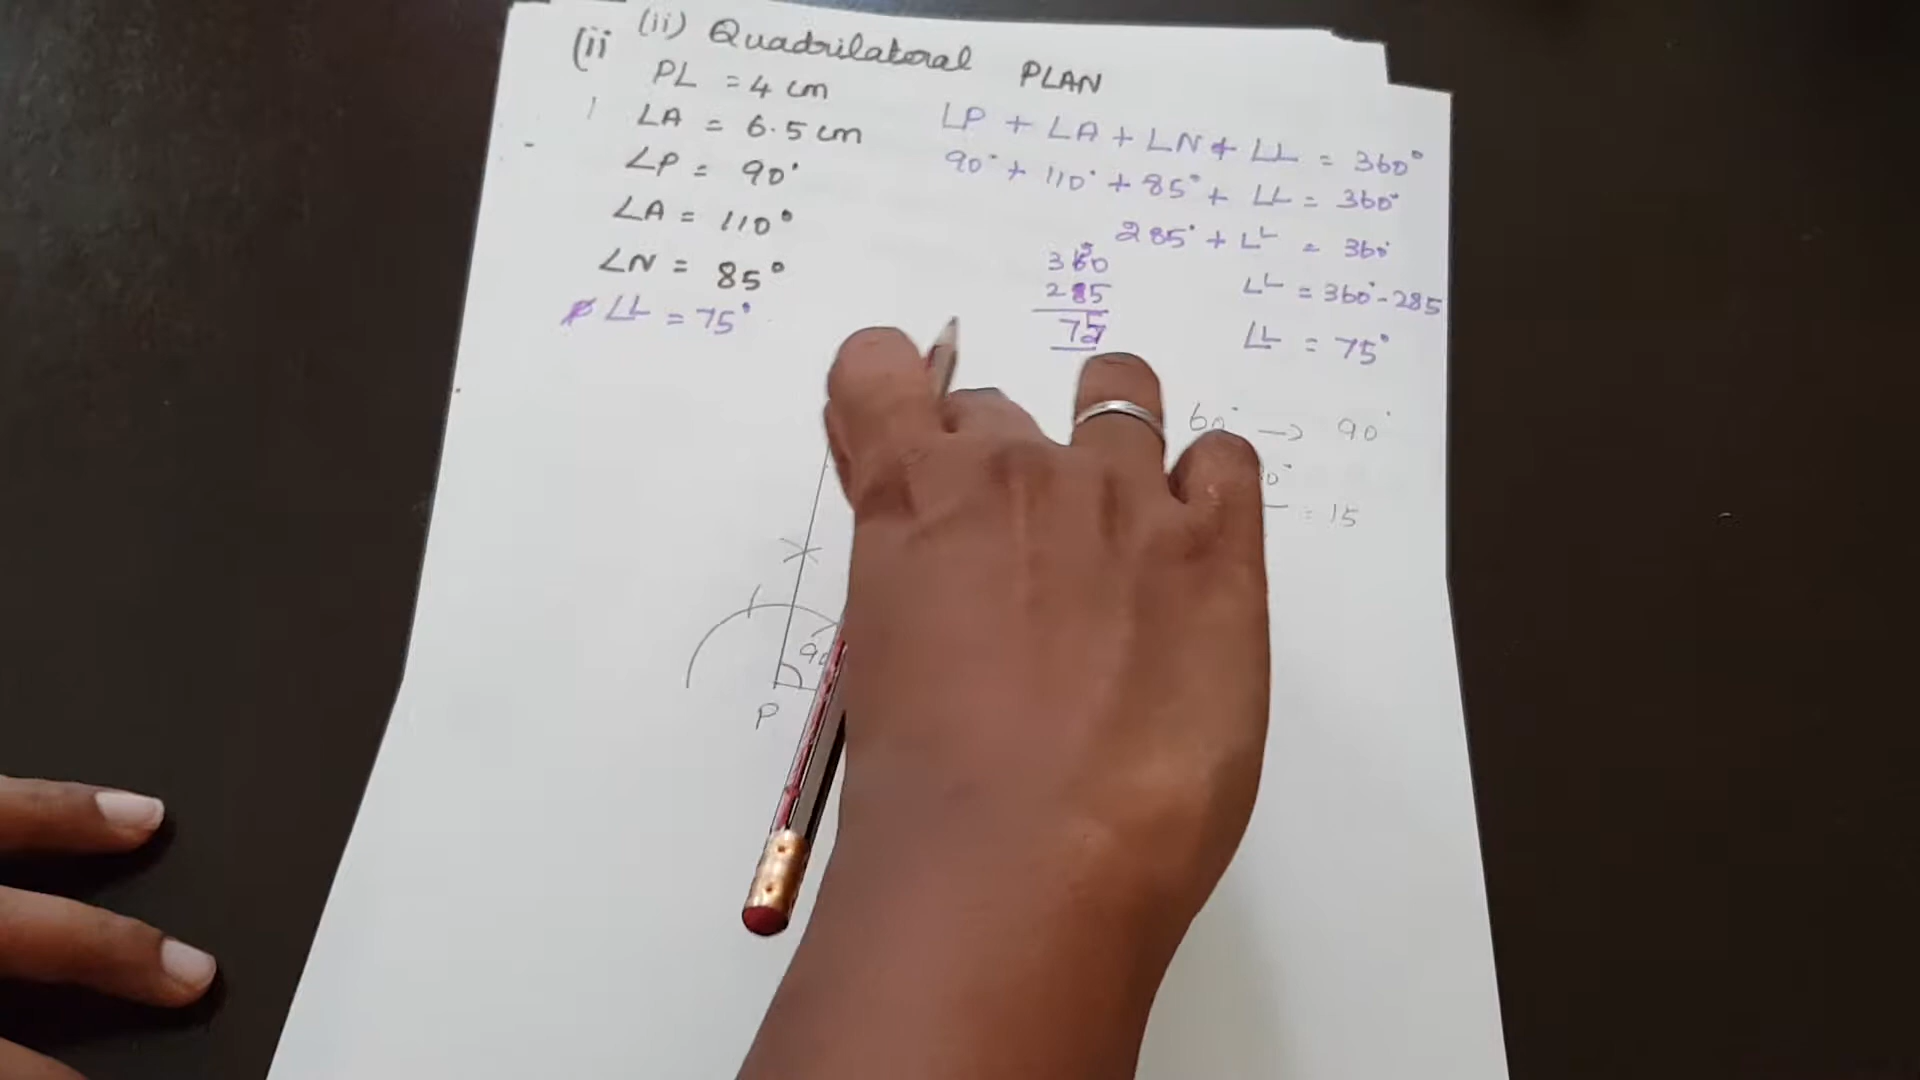 (ii) Quadrilateral PLAN
(ii
PL = 4 cm
LA = 6.5 cm
∠P = 90°
∠A = 110°
∠N = 85°
∠L = 75°
∠P + ∠A + ∠N + ∠L = 360°
90° + 110° + 85° + ∠L = 360°
285° + ∠L = 360°
∠L = 360° - 285
∠L = 75°
360
285
75
60° → 90°
= 15
90
P